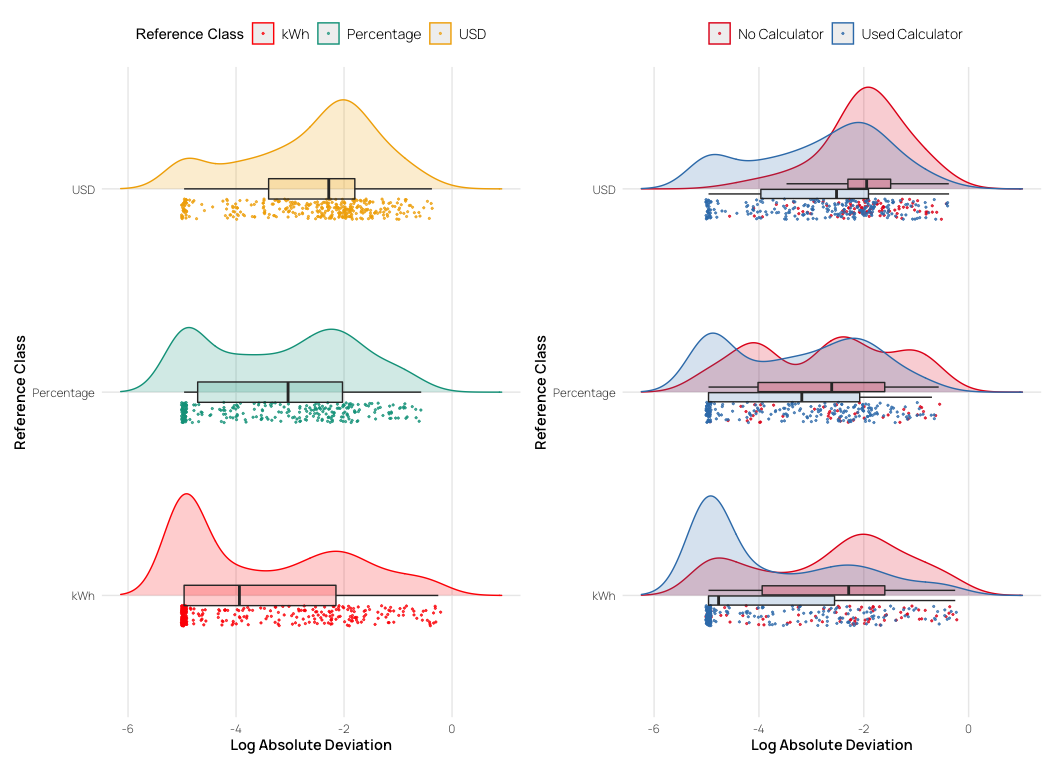 Reference Class kWh Percentage USD
No Calculator Used Calculator
Reference Class
USD
Percentage
kWh
-6 -4 -2 0
Log Absolute Deviation
Reference Class
USD
Percentage
kWh
-6 -4 -2 0
Log Absolute Deviation